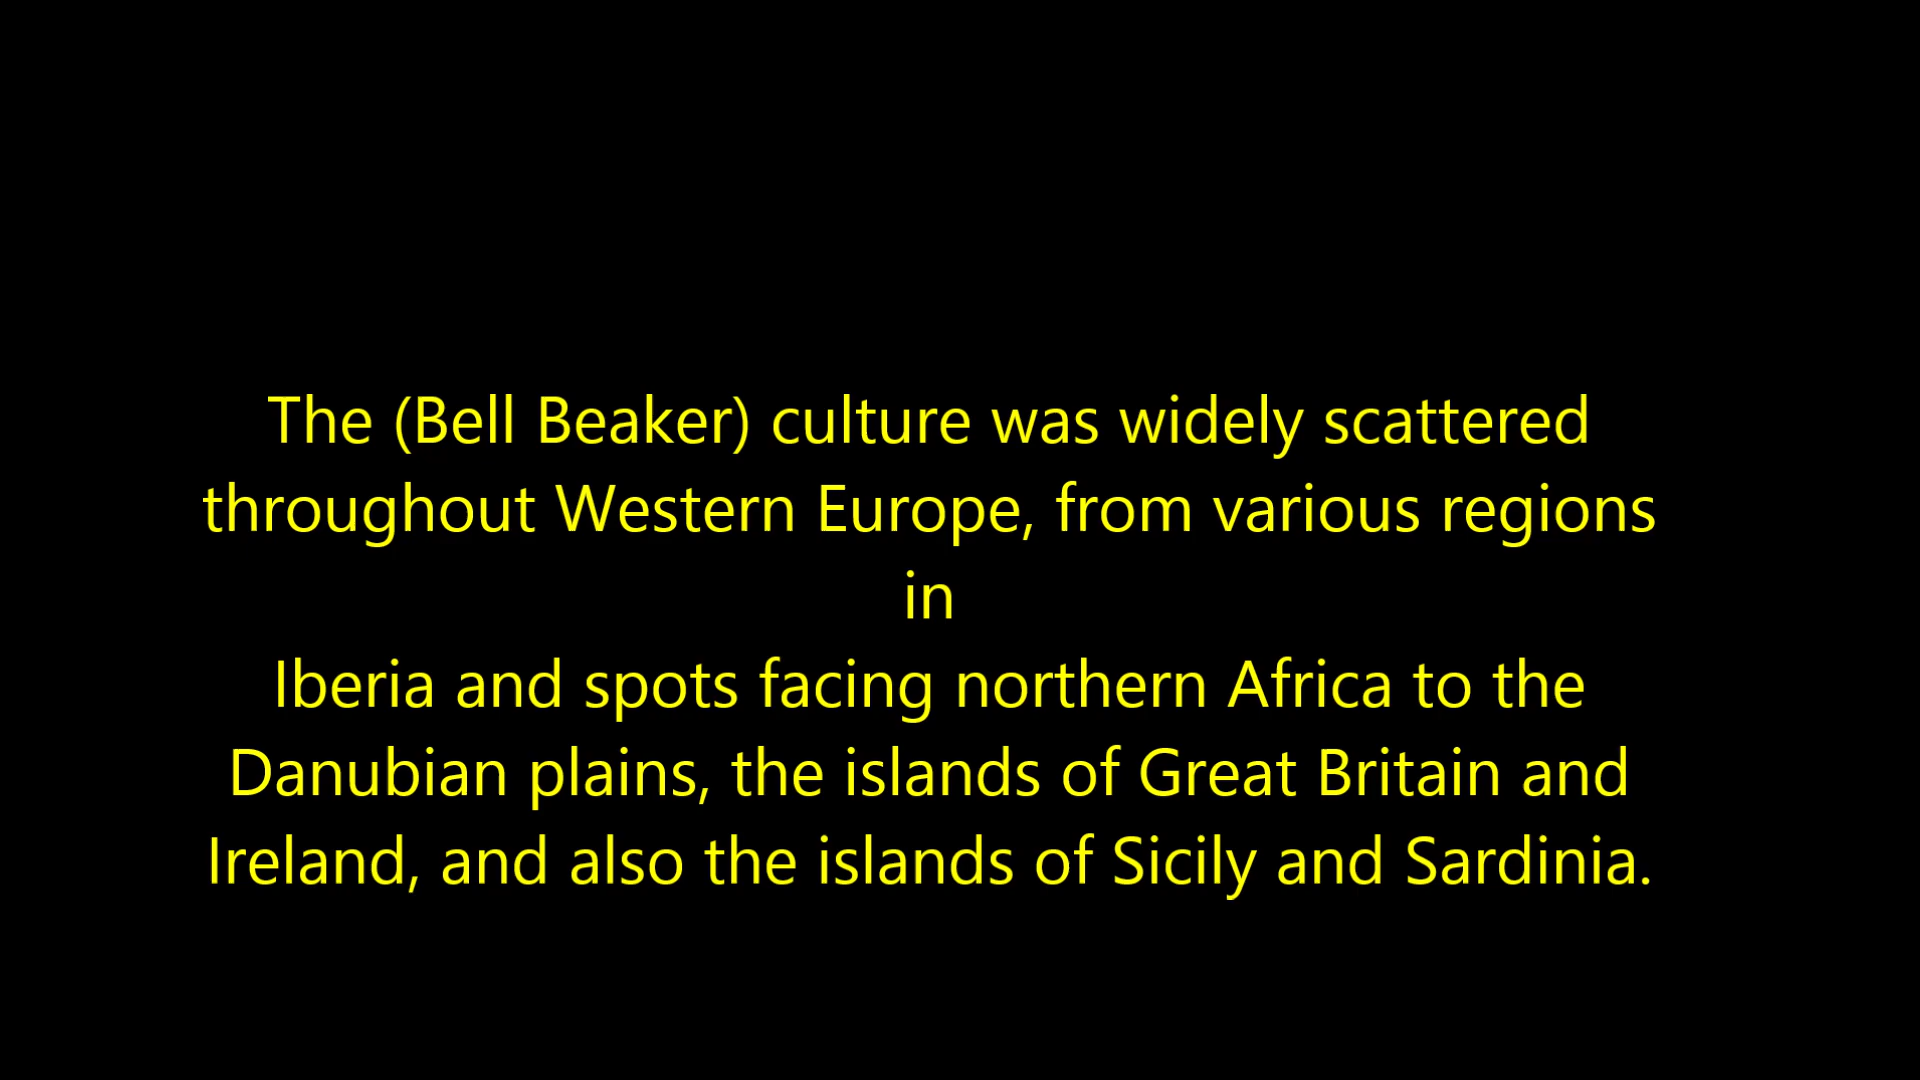 The (Bell Beaker) culture was widely scattered
throughout Western Europe, from various regions
in
Iberia and spots facing northern Africa to the
Danubian plains, the islands of Great Britain and
Ireland, and also the islands of Sicily and Sardinia.